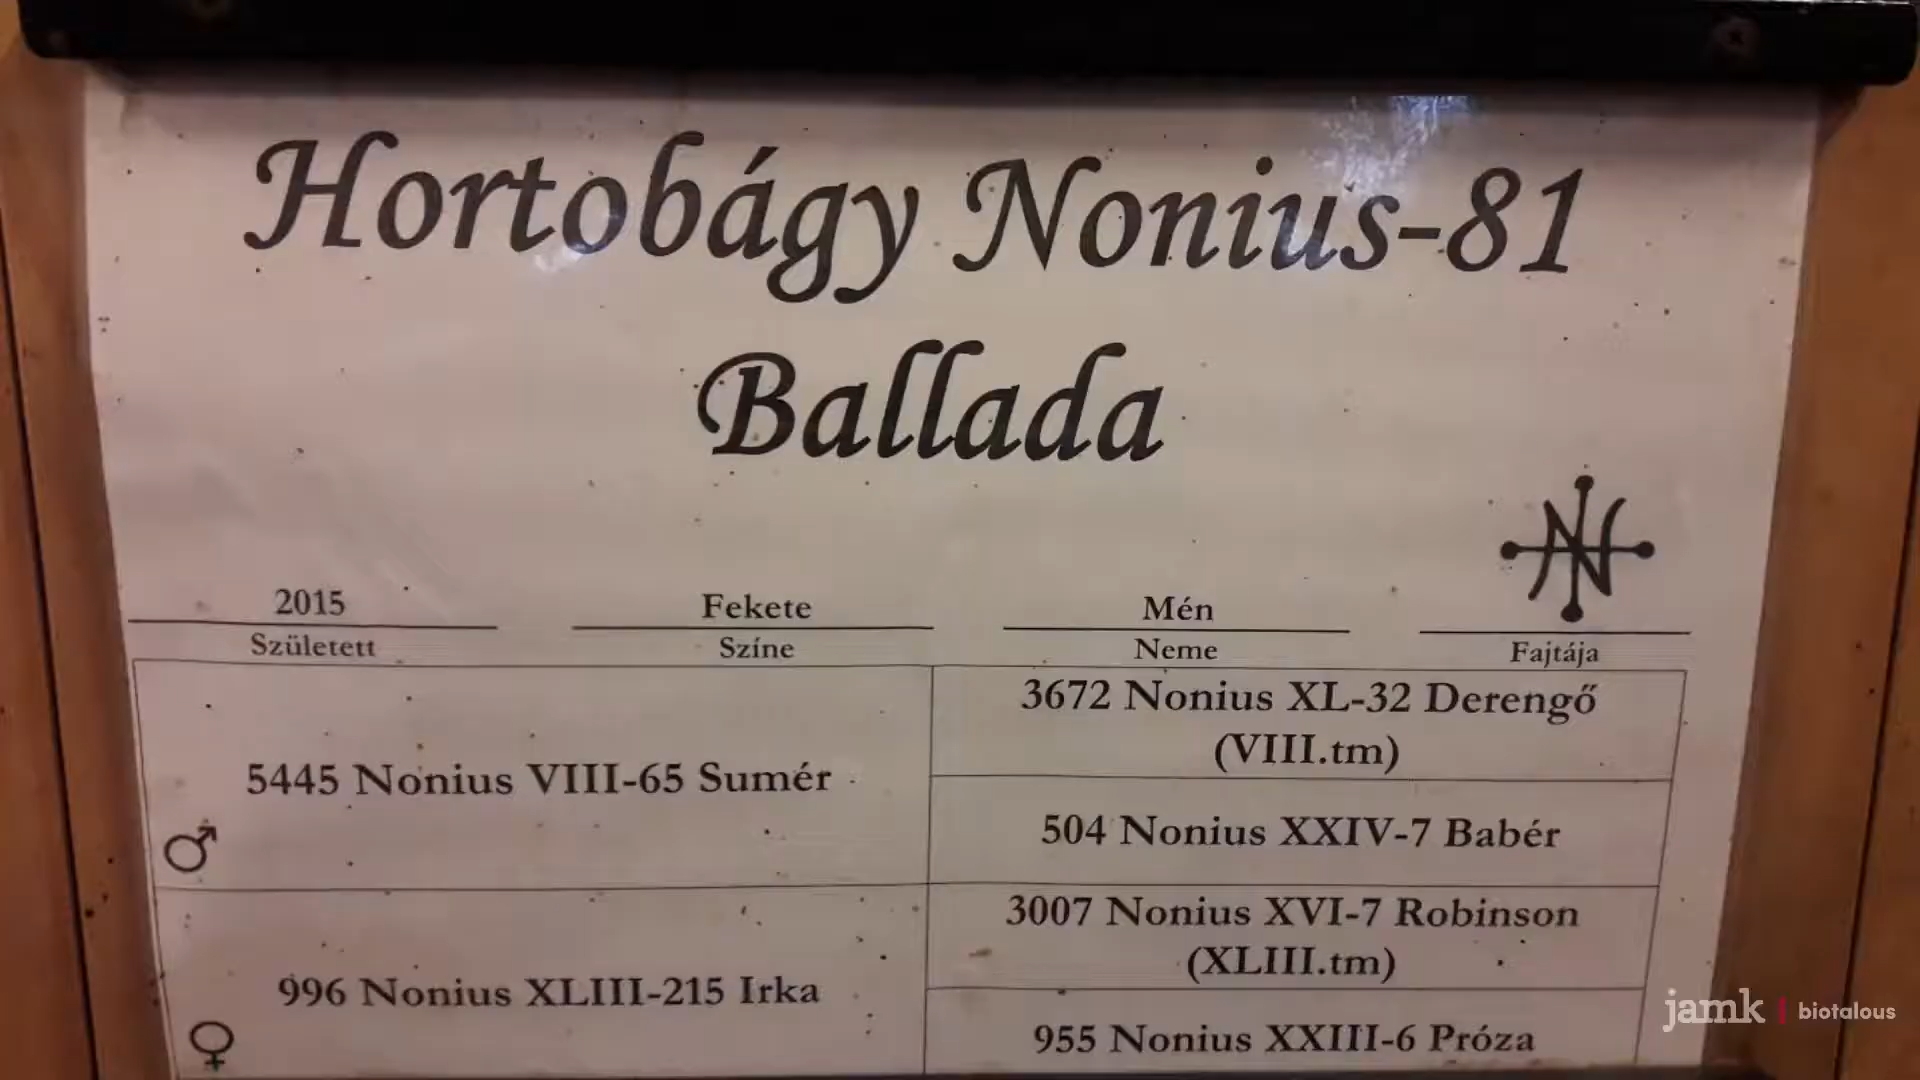 Hortobágy Nonius-81
Ballada
2015
Született
Fekete
Színe
Mén
Neme
Fajtája
5445 Nonius VIII-65 Sumér
3672 Nonius XL-32 Derengő
(VIII.tm)
504 Nonius XXIV-7 Babér
996 Nonius XLIII-215 Irka
3007 Nonius XVI-7 Robinson
(XLIII.tm)
955 Nonius XXIII-6 Próza
jamk | biotalous